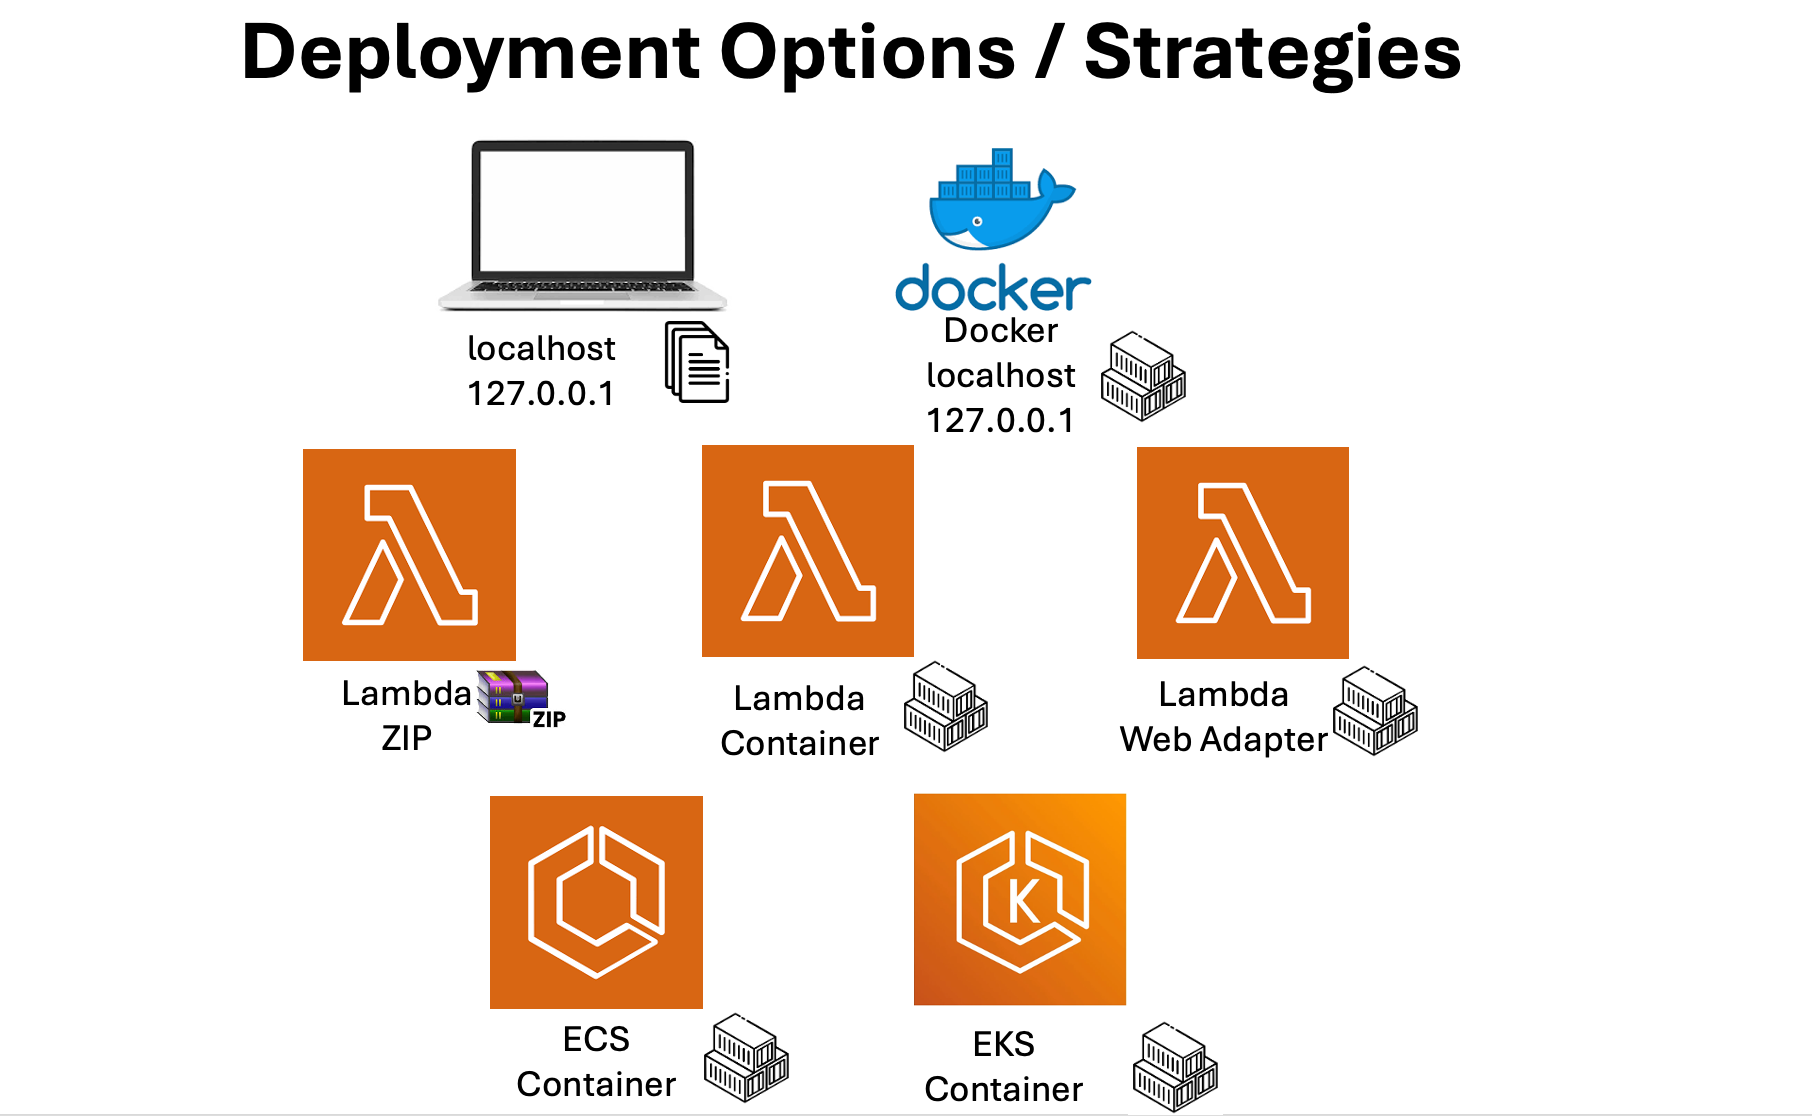 Deployment Options / Strategies
docker
localhost
127.0.0.1
Docker
localhost
127.0.0.1
Lambda
ZIP
ZIP
Lambda
Container
Lambda
Web Adapter
K
ECS
Container
EKS
Container